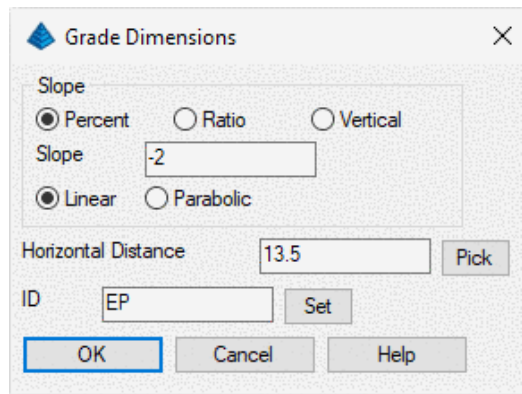 Grade Dimensions
Slope
Percent Ratio Vertical
Slope -2
Linear Parabolic
Horizontal Distance 13.5 Pick
ID EP Set
OK Cancel Help